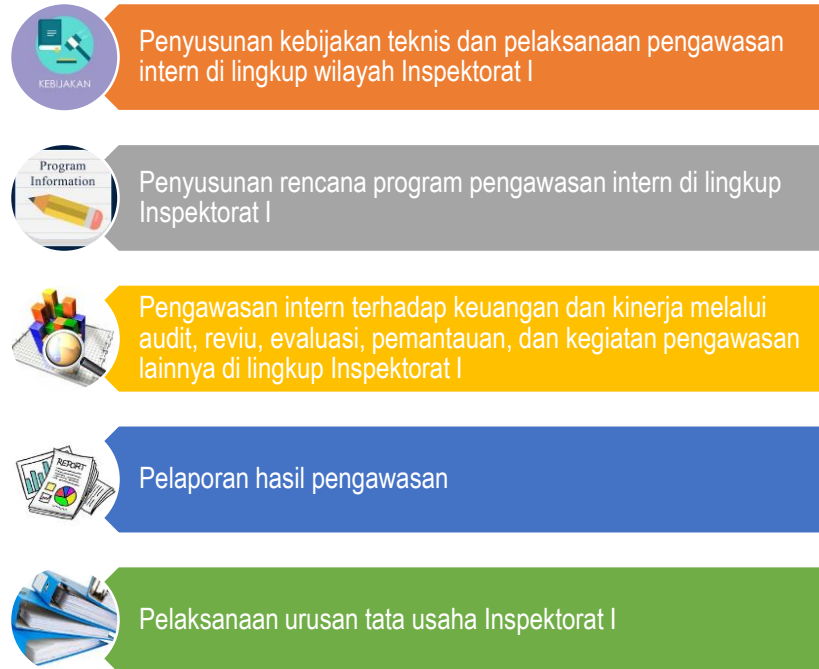 KEBIJAKAN
Penyusunan kebijakan teknis dan pelaksanaan pengawasan
intern di lingkup wilayah Inspektorat I
Program
Information
Penyusunan rencana program pengawasan intern di lingkup
Inspektorat I
Pengawasan intern terhadap keuangan dan kinerja melalui
audit, reviu, evaluasi, pemantauan, dan kegiatan pengawasan
lainnya di lingkup Inspektorat I
REPORT
Pelaporan hasil pengawasan
Pelaksanaan urusan tata usaha Inspektorat I